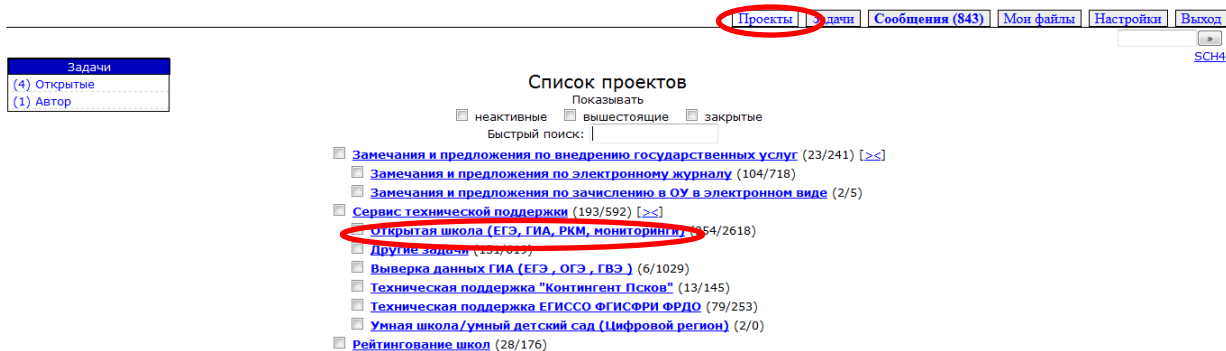 Проекты Задачи Сообщения (843) Мои файлы Настройки Выход
»
SCH4
Задачи
(4) Открытые
(1) Автор
Список проектов
Показывать
неактивные вышестоящие закрытые
Быстрый поиск:
Замечания и предложения по внедрению государственных услуг (23/241) [><]
Замечания и предложения по электронному журналу (104/718)
Замечания и предложения по зачислению в ОУ в электронном виде (2/5)
Сервис технической поддержки (193/592) [><]
Открытая школа (ЕГЭ, ГИА, РКМ, мониторинги) (254/2618)
Другие задачи (151/819)
Выверка данных ГИА (ЕГЭ , ОГЭ , ГВЭ ) (6/1029)
Техническая поддержка "Контингент Псков" (13/145)
Техническая поддержка ЕГИССО ФГИСФРИ ФРДО (79/253)
Умная школа/умный детский сад (Цифровой регион) (2/0)
Рейтингование школ (28/176)